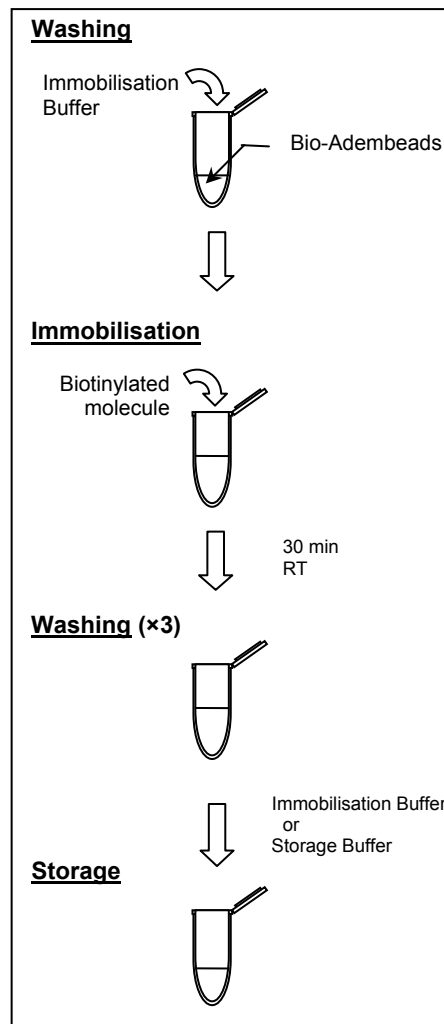 Washing
Immobilisation
Buffer
Bio-Adembeads
Immobilisation
Biotinylated
molecule
30 min
RT
Washing (×3)
Immobilisation Buffer
or
Storage Buffer
Storage